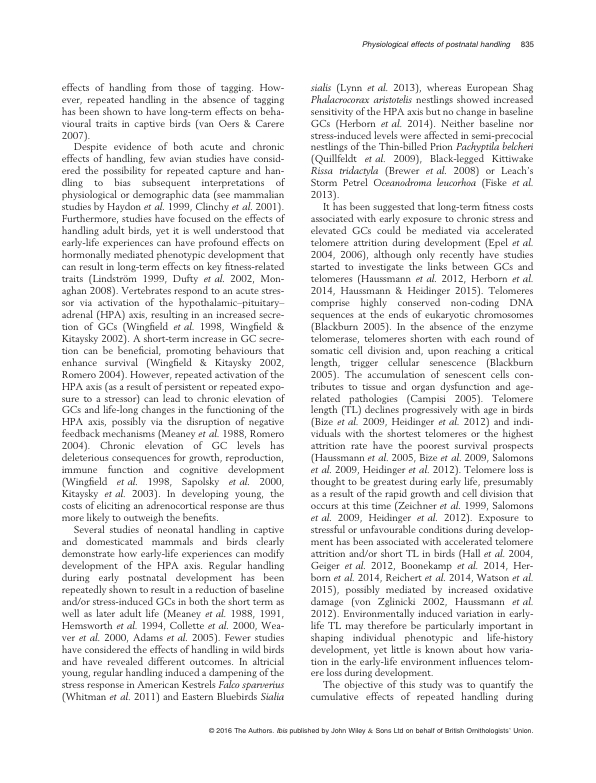 Physiological effects of postnatal handling 835
effects of handling from those of tagging. How-
ever, repeated handling in the absence of tagging
has been shown to have long-term effects on beha-
vioural traits in captive birds (van Oers & Carere
2007).
Despite evidence of both acute and chronic
effects of handling, few avian studies have consid-
ered the possibility for repeated capture and han-
dling to bias subsequent interpretations of
physiological or demographic data (see mammalian
studies by Haydon et al. 1999, Clinchy et al. 2001).
Furthermore, studies have focused on the effects of
handling adult birds, yet it is well understood that
early-life experiences can have profound effects on
hormonally mediated phenotypic development that
can result in long-term effects on key fitness-related
traits (Lindström 1999, Dufty et al. 2002, Mon-
aghan 2008). Vertebrates respond to an acute stres-
sor via activation of the hypothalamic–pituitary–
adrenal (HPA) axis, resulting in an increased secre-
tion of GCs (Wingfield et al. 1998, Wingfield &
Kitaysky 2002). A short-term increase in GC secre-
tion can be beneficial, promoting behaviours that
enhance survival (Wingfield & Kitaysky 2002,
Romero 2004). However, repeated activation of the
HPA axis (as a result of persistent or repeated expo-
sure to a stressor) can lead to chronic elevation of
GCs and life-long changes in the functioning of the
HPA axis, possibly via the disruption of negative
feedback mechanisms (Meaney et al. 1988, Romero
2004). Chronic elevation of GC levels has
deleterious consequences for growth, reproduction,
immune function and cognitive development
(Wingfield et al. 1998, Sapolsky et al. 2000,
Kitaysky et al. 2003). In developing young, the
costs of eliciting an adrenocortical response are thus
more likely to outweigh the benefits.
Several studies of neonatal handling in captive
and domesticated mammals and birds clearly
demonstrate how early-life experiences can modify
development of the HPA axis. Regular handling
during early postnatal development has been
repeatedly shown to result in a reduction of baseline
and/or stress-induced GCs in both the short term as
well as later adult life (Meaney et al. 1988, 1991,
Hemsworth et al. 1994, Collette et al. 2000, Wea-
ver et al. 2000, Adams et al. 2005). Fewer studies
have considered the effects of handling in wild birds
and have revealed different outcomes. In altricial
young, regular handling induced a dampening of the
stress response in American Kestrels Falco sparverius
(Whitman et al. 2011) and Eastern Bluebirds Sialia
sialis (Lynn et al. 2013), whereas European Shag
Phalacrocorax aristotelis nestlings showed increased
sensitivity of the HPA axis but no change in baseline
GCs (Herborn et al. 2014). Neither baseline nor
stress-induced levels were affected in semi-precocial
nestlings of the Thin-billed Prion Pachyptila belcheri
(Quillfeldt et al. 2009), Black-legged Kittiwake
Rissa tridactyla (Brewer et al. 2008) or Leach's
Storm Petrel Oceanodroma leucorhoa (Fiske et al.
2013).
It has been suggested that long-term fitness costs
associated with early exposure to chronic stress and
elevated GCs could be mediated via accelerated
telomere attrition during development (Epel et al.
2004, 2006), although only recently have studies
started to investigate the links between GCs and
telomeres (Haussmann et al. 2012, Herborn et al.
2014, Haussmann & Heidinger 2015). Telomeres
comprise highly conserved non-coding DNA
sequences at the ends of eukaryotic chromosomes
(Blackburn 2005). In the absence of the enzyme
telomerase, telomeres shorten with each round of
somatic cell division and, upon reaching a critical
length, trigger cellular senescence (Blackburn
2005). The accumulation of senescent cells con-
tributes to tissue and organ dysfunction and age-
related pathologies (Campisi 2005). Telomere
length (TL) declines progressively with age in birds
(Bize et al. 2009, Heidinger et al. 2012) and indi-
viduals with the shortest telomeres or the highest
attrition rate have the poorest survival prospects
(Haussmann et al. 2005, Bize et al. 2009, Salomons
et al. 2009, Heidinger et al. 2012). Telomere loss is
thought to be greatest during early life, presumably
as a result of the rapid growth and cell division that
occurs at this time (Zeichner et al. 1999, Salomons
et al. 2009, Heidinger et al. 2012). Exposure to
stressful or unfavourable conditions during develop-
ment has been associated with accelerated telomere
attrition and/or short TL in birds (Hall et al. 2004,
Geiger et al. 2012, Boonekamp et al. 2014, Her-
born et al. 2014, Reichert et al. 2014, Watson et al.
2015), possibly mediated by increased oxidative
damage (von Zglinicki 2002, Haussmann et al.
2012). Environmentally induced variation in early-
life TL may therefore be particularly important in
shaping individual phenotypic and life-history
development, yet little is known about how varia-
tion in the early-life environment influences telom-
ere loss during development.
The objective of this study was to quantify the
cumulative effects of repeated handling during
© 2016 The Authors. Ibis published by John Wiley & Sons Ltd on behalf of British Ornithologists' Union.